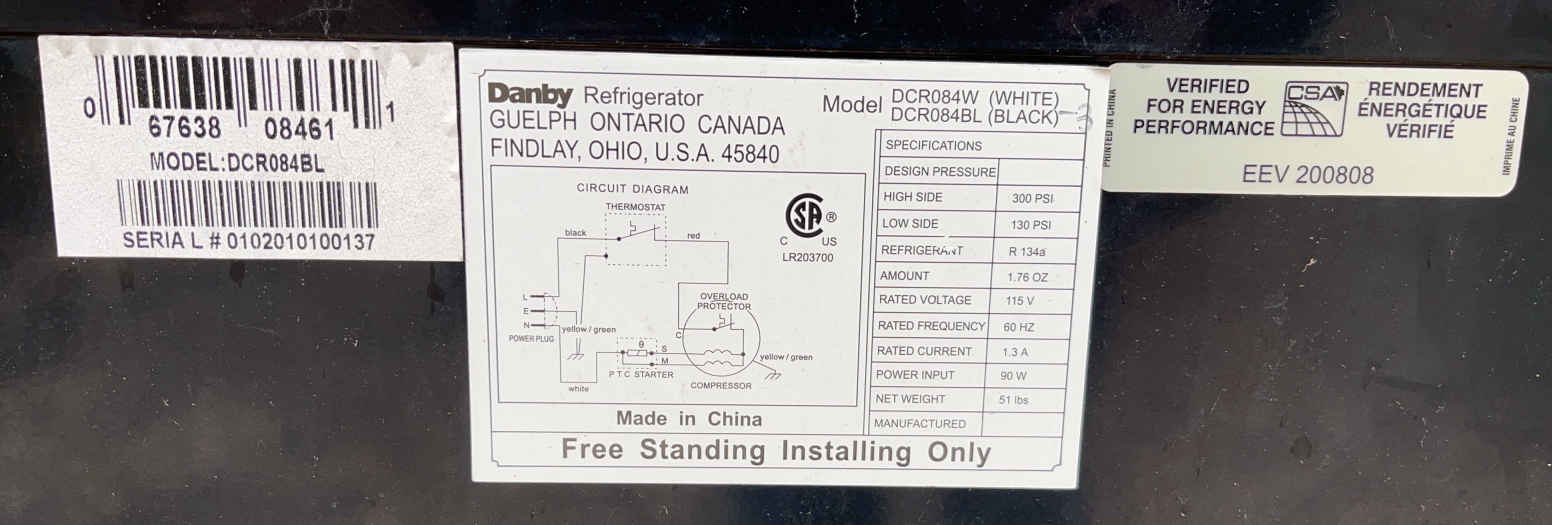 0 67638 08461 1
MODEL:DCR084BL
SERIA L # 0102010100137
Danby Refrigerator
GUELPH ONTARIO CANADA
FINDLAY, OHIO, U.S.A. 45840
Model DCR084W (WHITE)
DCR084BL (BLACK)-3
CIRCUIT DIAGRAM
THERMOSTAT
black
red
L
E
N
POWER PLUG
yellow / green
white
θ
S
M
P T C STARTER
OVERLOAD
PROTECTOR
C
yellow / green
COMPRESSOR
SA ®
C US
LR203700
SPECIFICATIONS
DESIGN PRESSURE
HIGH SIDE 300 PSI
LOW SIDE 130 PSI
REFRIGERANT R 134a
AMOUNT 1.76 OZ
RATED VOLTAGE 115 V
RATED FREQUENCY 60 HZ
RATED CURRENT 1.3 A
POWER INPUT 90 W
NET WEIGHT 51 lbs
MANUFACTURED
Made in China
Free Standing Installing Only
PRINTED IN CHINA
VERIFIED
FOR ENERGY
PERFORMANCE
CSA
RENDEMENT
ÉNERGÉTIQUE
VÉRIFIÉ
EEV 200808
IMPRIME AU CHINE